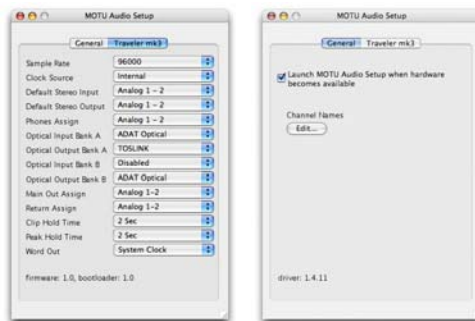 MOTU Audio Setup
General Traveler mk3
Sample Rate 96000
Clock Source Internal
Default Stereo Input Analog 1 - 2
Default Stereo Output Analog 1 - 2
Phones Assign Analog 1 - 2
Optical Input Bank A ADAT Optical
Optical Output Bank A TOSLINK
Optical Input Bank B Disabled
Optical Output Bank B ADAT Optical
Main Out Assign Analog 1-2
Return Assign Analog 1-2
Clip Hold Time 2 Sec
Peak Hold Time 2 Sec
Word Out System Clock
firmware: 1.0, bootloader: 1.0
MOTU Audio Setup
General Traveler mk3
Launch MOTU Audio Setup when hardware
becomes available
Channel Names
Edit...
driver: 1.4.11